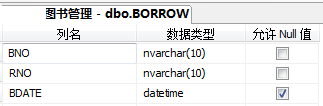 图书管理 - dbo.BORROW
列名 数据类型 允许 Null 值
BNO nvarchar(10)
RNO nvarchar(10)
BDATE datetime